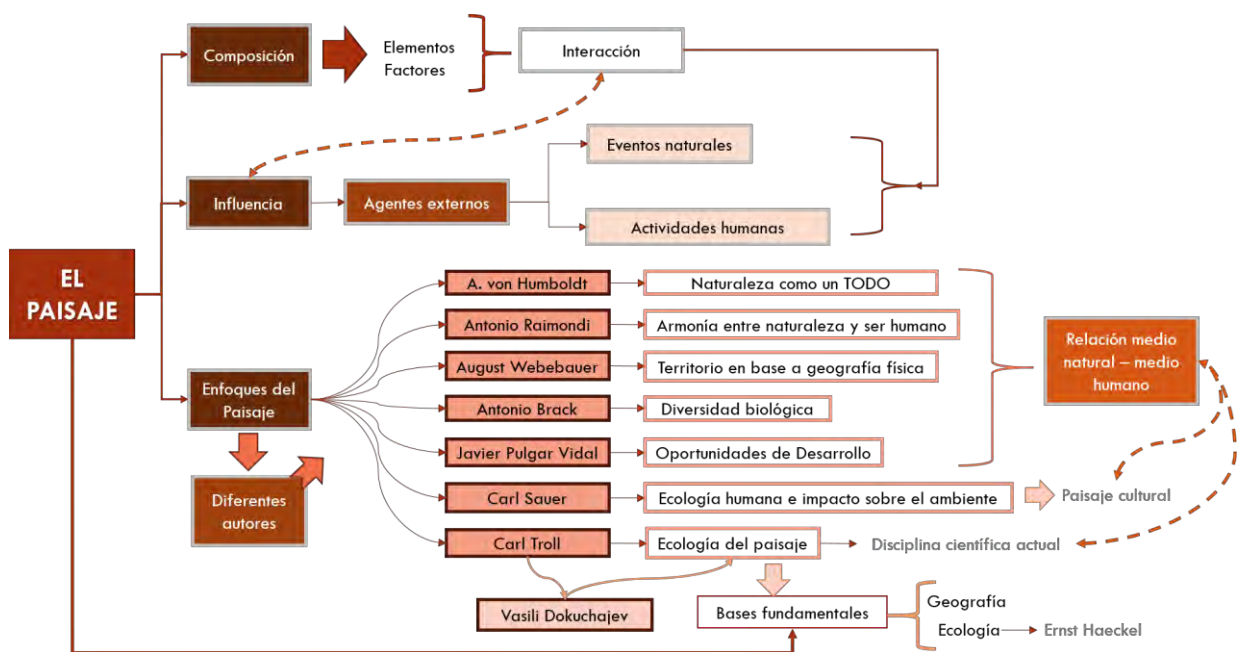 Composición
Elementos
Factores
Interacción
Eventos naturales
Influencia
Agentes externos
Actividades humanas
EL
PAISAJE
A. von Humboldt
Naturaleza como un TODO
Antonio Raimondi
Armonía entre naturaleza y ser humano
Relación medio
natural – medio
humano
August Webebauer
Territorio en base a geografía física
Enfoques del
Paisaje
Antonio Brack
Diversidad biológica
Javier Pulgar Vidal
Oportunidades de Desarrollo
Diferentes
autores
Carl Sauer
Ecología humana e impacto sobre el ambiente
Paisaje cultural
Carl Troll
Ecología del paisaje
Disciplina científica actual
Vasili Dokuchajev
Bases fundamentales
Geografía
Ecología
Ernst Haeckel